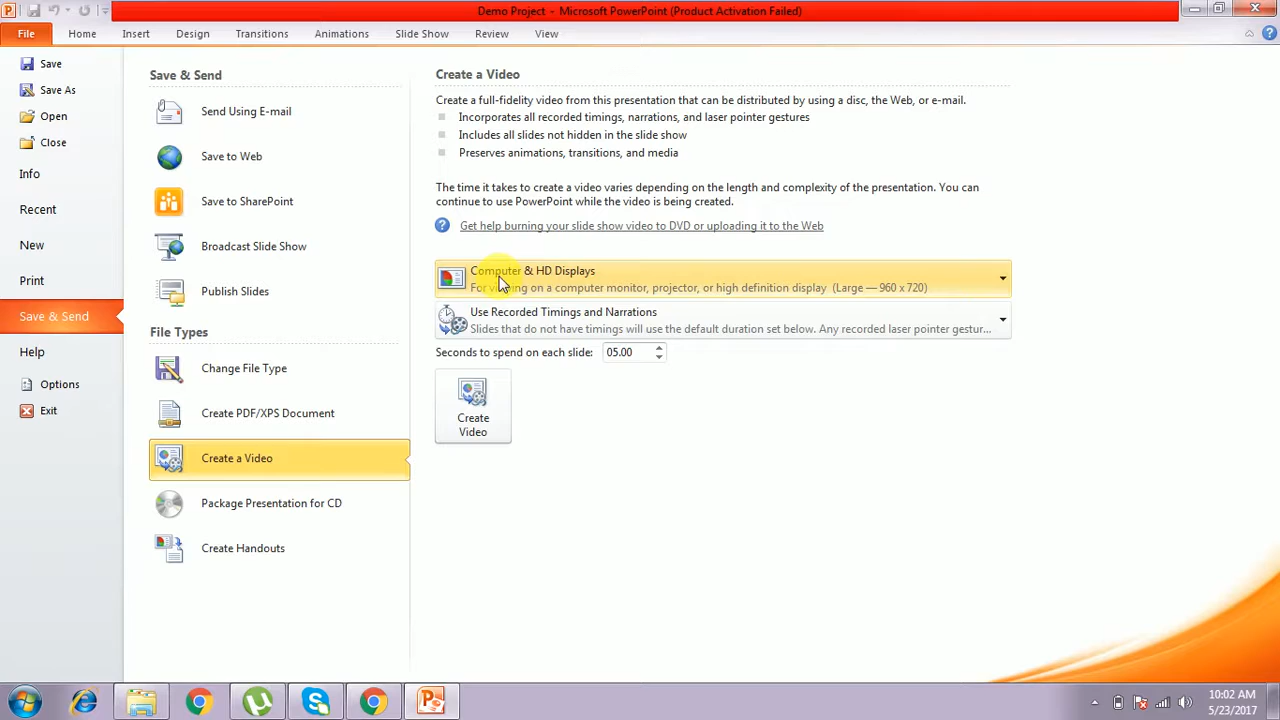 Demo Project - Microsoft PowerPoint (Product Activation Failed)
File Home Insert Design Transitions Animations Slide Show Review View
Save
Save As
Open
Close
Info
Recent
New
Print
Save & Send
Help
Options
Exit
Save & Send
Send Using E-mail
Save to Web
Save to SharePoint
Broadcast Slide Show
Publish Slides
File Types
Change File Type
Create PDF/XPS Document
Create a Video
Package Presentation for CD
Create Handouts
Create a Video
Create a full-fidelity video from this presentation that can be distributed by using a disc, the Web, or e-mail.
Incorporates all recorded timings, narrations, and laser pointer gestures
Includes all slides not hidden in the slide show
Preserves animations, transitions, and media
The time it takes to create a video varies depending on the length and complexity of the presentation. You can
continue to use PowerPoint while the video is being created.
Get help burning your slide show video to DVD or uploading it to the Web
Computer & HD Displays
For viewing on a computer monitor, projector, or high definition display (Large — 960 x 720)
Use Recorded Timings and Narrations
Slides that do not have timings will use the default duration set below. Any recorded laser pointer gestur...
Seconds to spend on each slide: 05.00
Create
Video
10:02 AM
5/23/2017